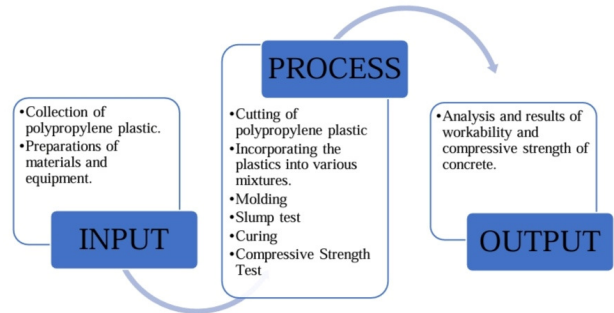 •Collection of
polypropylene plastic.
•Preparations of
materials and
equipment.
INPUT
PROCESS
•Cutting of
polypropylene plastic
•Incorporating the
plastics into various
mixtures.
•Molding
•Slump test
•Curing
•Compressive Strength
Test
•Analysis and results of
workability and
compressive strength of
concrete.
OUTPUT